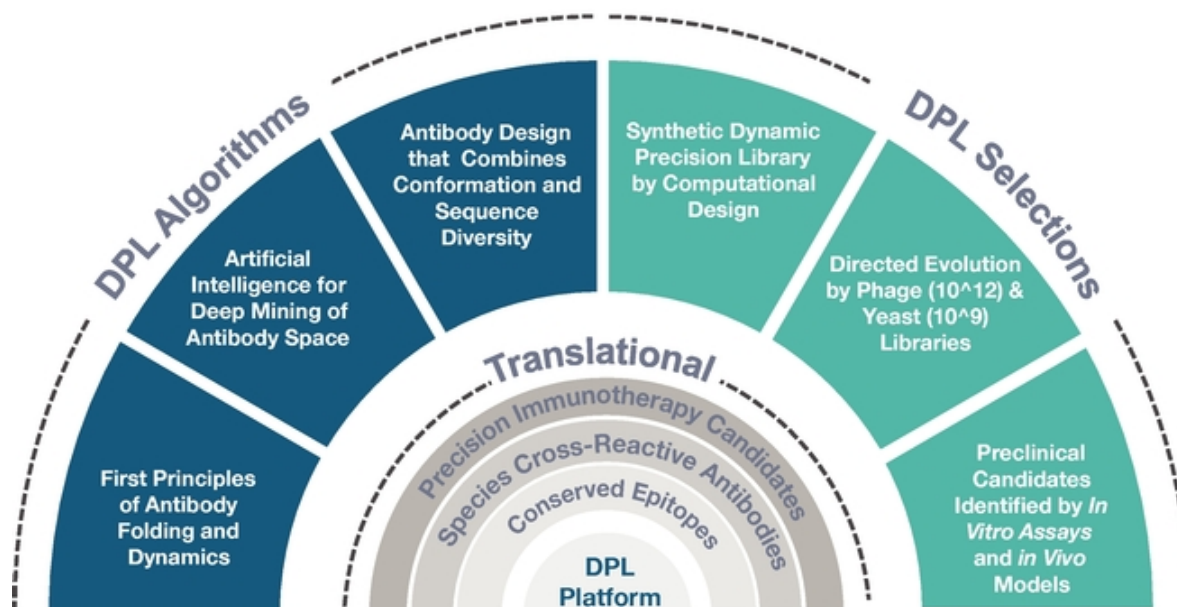 DPL Algorithms
First Principles
of Antibody
Folding and
Dynamics
Artificial
Intelligence for
Deep Mining of
Antibody Space
Antibody Design
that Combines
Conformation and
Sequence
Diversity
DPL Selections
Synthetic Dynamic
Precision Library
by Computational
Design
Directed Evolution
by Phage (10^12) &
Yeast (10^9)
Libraries
Preclinical
Candidates
Identified by In
Vitro Assays
and in Vivo
Models
Translational
Precision Immunotherapy Candidates
Species Cross-Reactive Antibodies
Conserved Epitopes
DPL
Platform